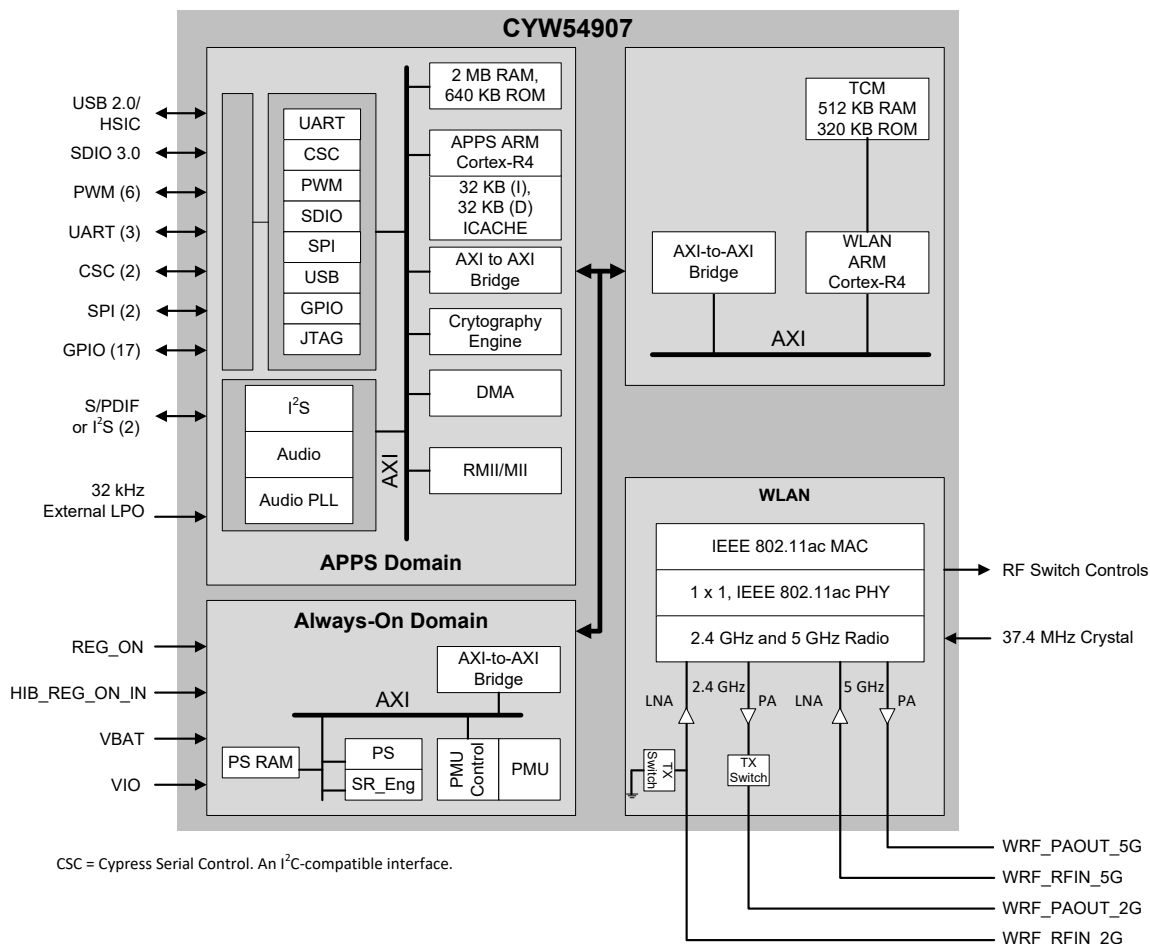 CYW54907
USB 2.0/
HSIC
SDIO 3.0
PWM (6)
UART (3)
CSC (2)
SPI (2)
GPIO (17)
S/PDIF
or I²S (2)
32 kHz
External LPO
UART
CSC
PWM
SDIO
SPI
USB
GPIO
JTAG
I²S
Audio
Audio PLL
AXI
2 MB RAM,
640 KB ROM
APPS ARM
Cortex-R4
32 KB (I),
32 KB (D)
ICACHE
AXI to AXI
Bridge
Crytography
Engine
DMA
RMII/MII
APPS Domain
TCM
512 KB RAM
320 KB ROM
AXI-to-AXI
Bridge
WLAN
ARM
Cortex-R4
AXI
REG_ON
HIB_REG_ON_IN
VBAT
VIO
Always-On Domain
AXI-to-AXI
Bridge
AXI
PS RAM
PS
SR_Eng
PMU
Control
PMU
WLAN
IEEE 802.11ac MAC
1 x 1, IEEE 802.11ac PHY
2.4 GHz and 5 GHz Radio
LNA
2.4 GHz
PA
LNA
5 GHz
PA
TX
Switch
TX
Switch
RF Switch Controls
37.4 MHz Crystal
WRF_PAOUT_5G
WRF_RFIN_5G
WRF_PAOUT_2G
WRF_RFIN_2G
CSC = Cypress Serial Control. An I²C-compatible interface.